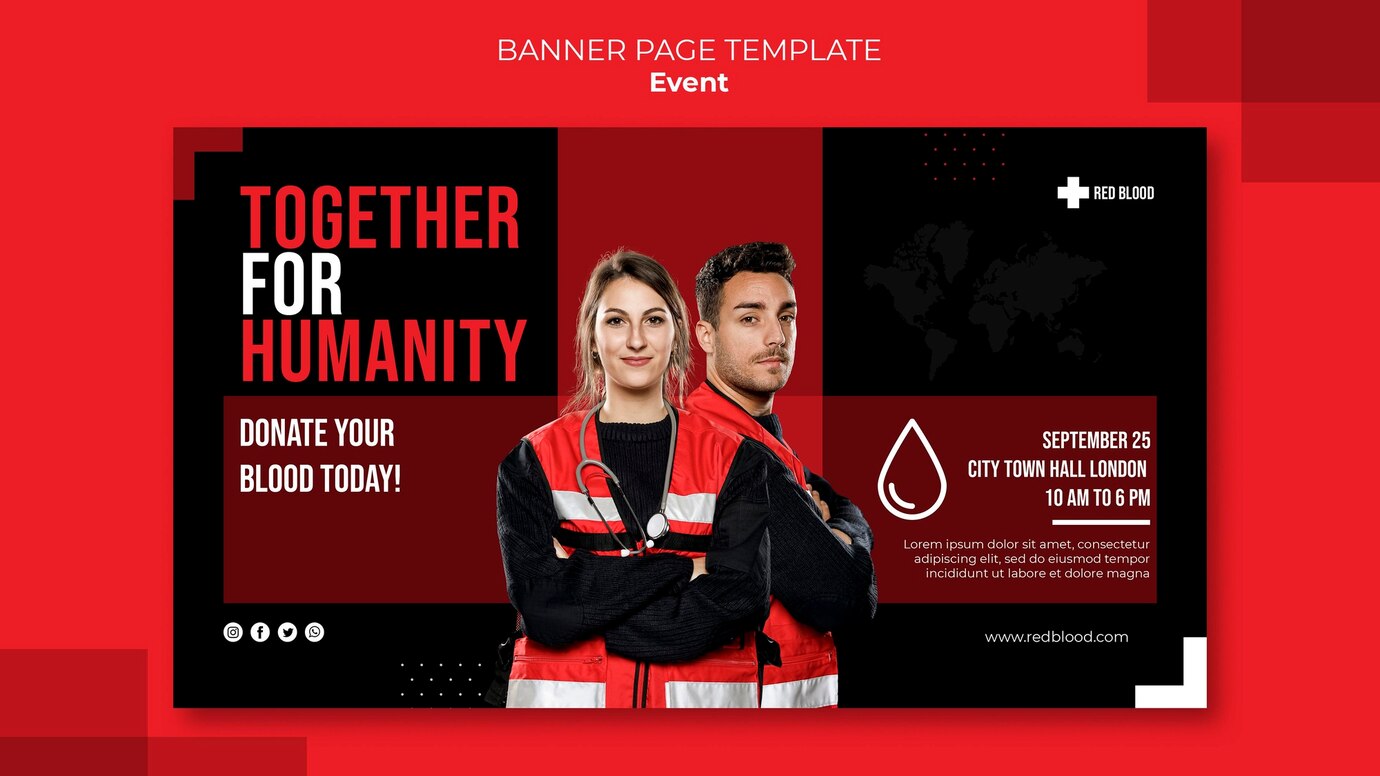 BANNER PAGE TEMPLATE
Event
TOGETHER
FOR
HUMANITY
RED BLOOD
DONATE YOUR
BLOOD TODAY!
SEPTEMBER 25
CITY TOWN HALL LONDON
10 AM TO 6 PM
Lorem ipsum dolor sit amet, consectetur
adipiscing elit, sed do eiusmod tempor
incididunt ut labore et dolore magna
www.redblood.com